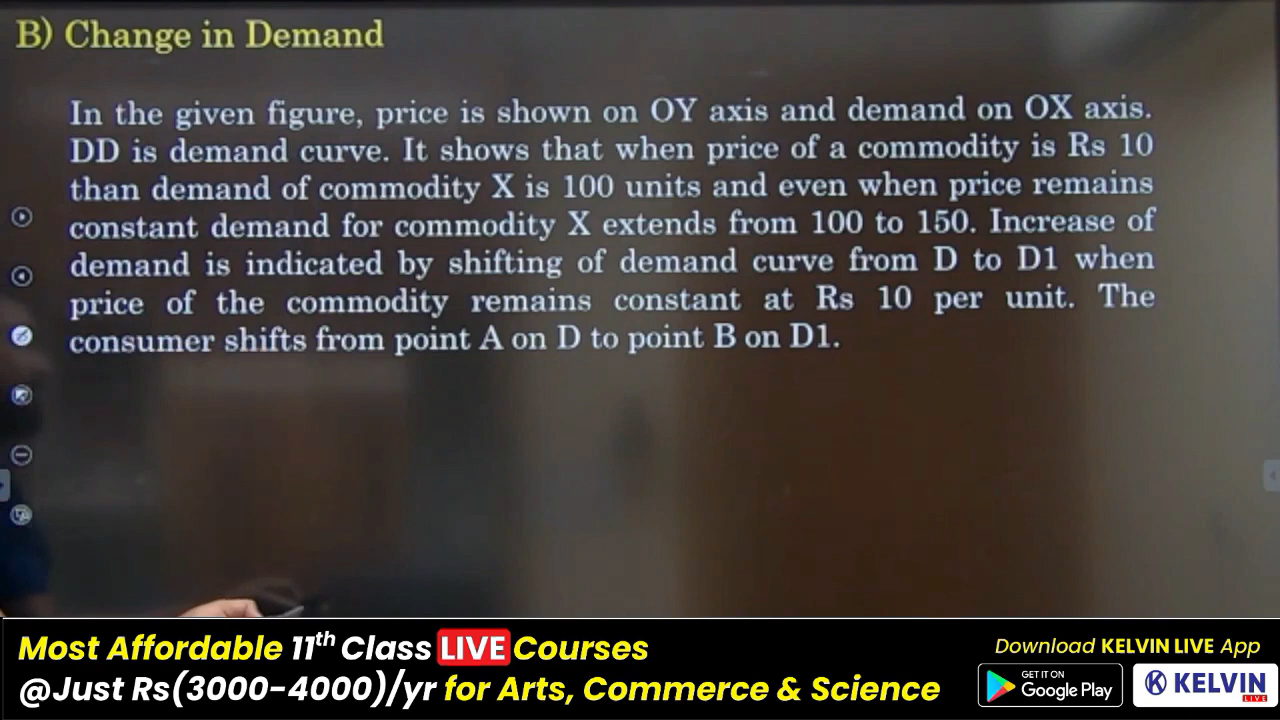 B) Change in Demand
In the given figure, price is shown on OY axis and demand on OX axis.
DD is demand curve. It shows that when price of a commodity is Rs 10
than demand of commodity X is 100 units and even when price remains
constant demand for commodity X extends from 100 to 150. Increase of
demand is indicated by shifting of demand curve from D to D1 when
price of the commodity remains constant at Rs 10 per unit. The
consumer shifts from point A on D to point B on D1.
Most Affordable 11th Class LIVE Courses
@Just Rs(3000-4000)/yr for Arts, Commerce & Science
Download KELVIN LIVE App
GET IT ON
Google Play
KELVIN
LIVE